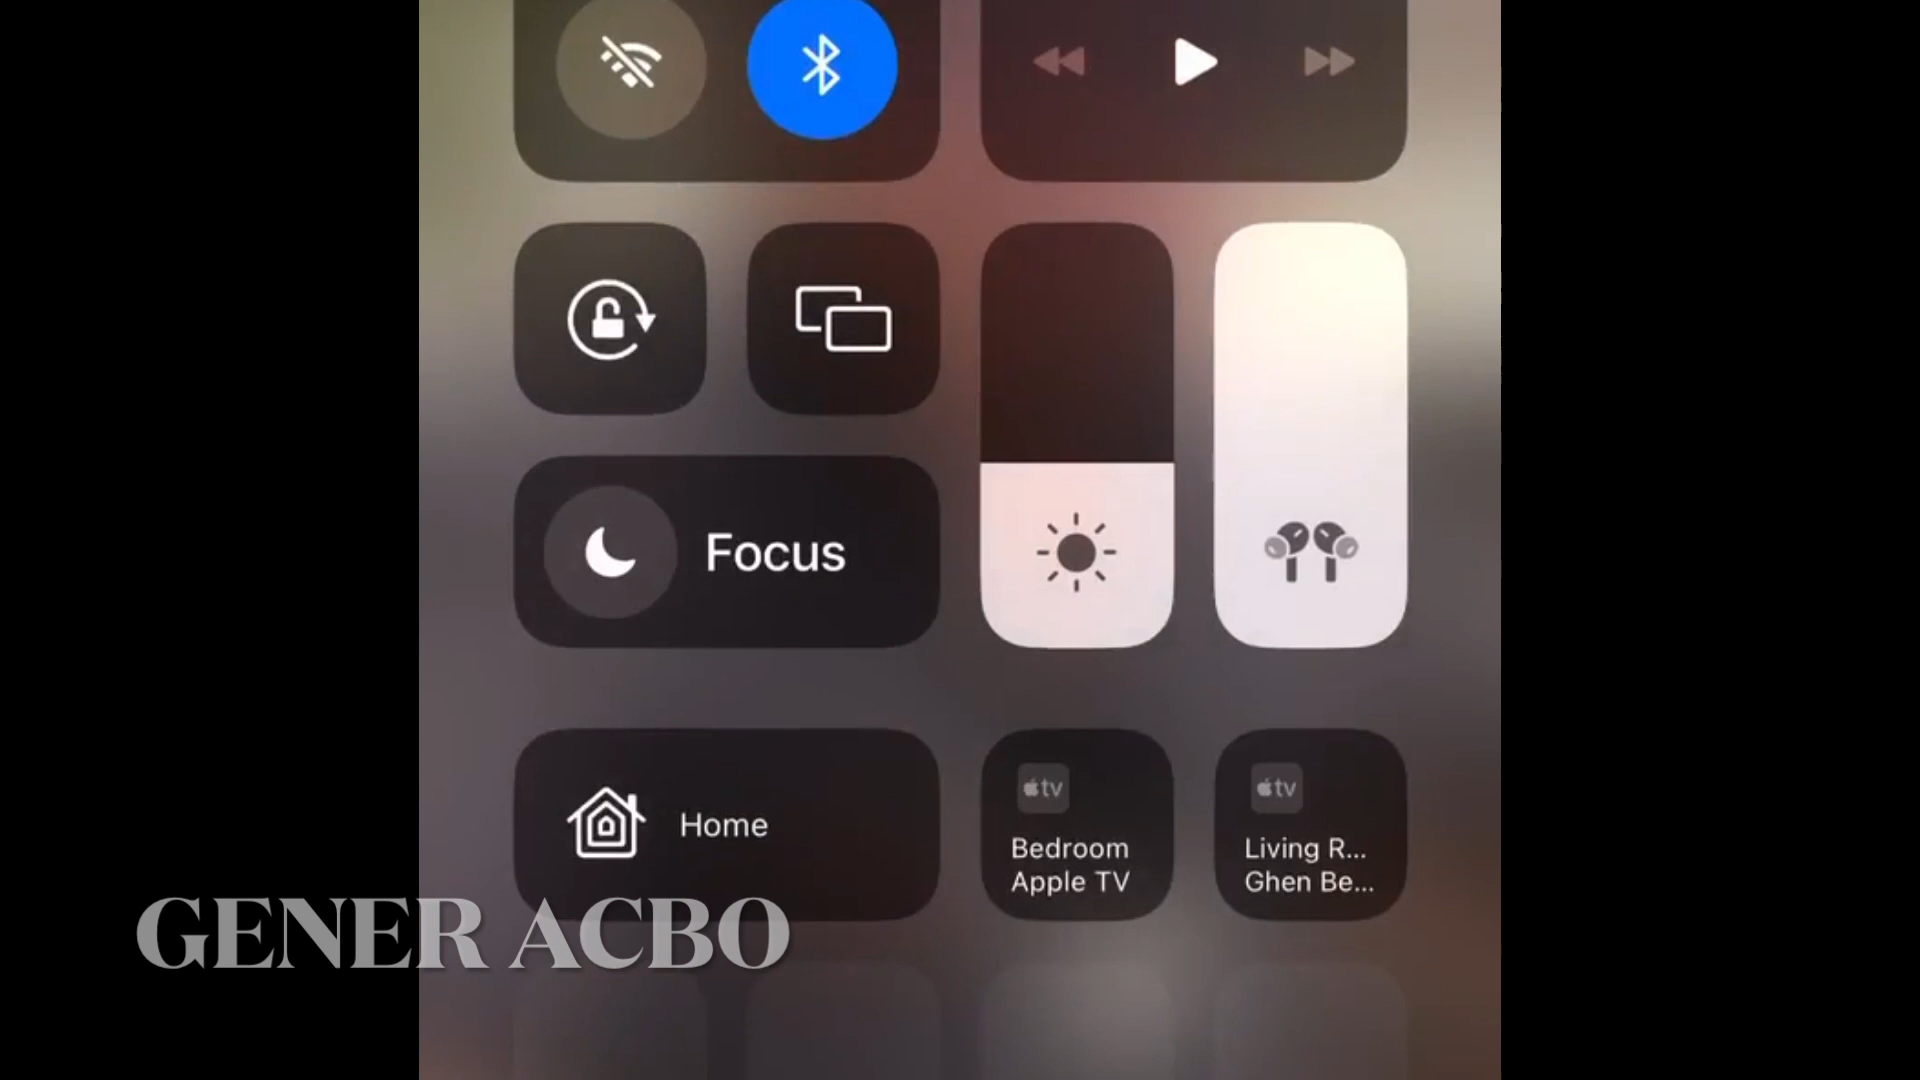 Focus
Home
tv
Bedroom
Apple TV
tv
Living R...
Ghen Be...
GENER ACBO